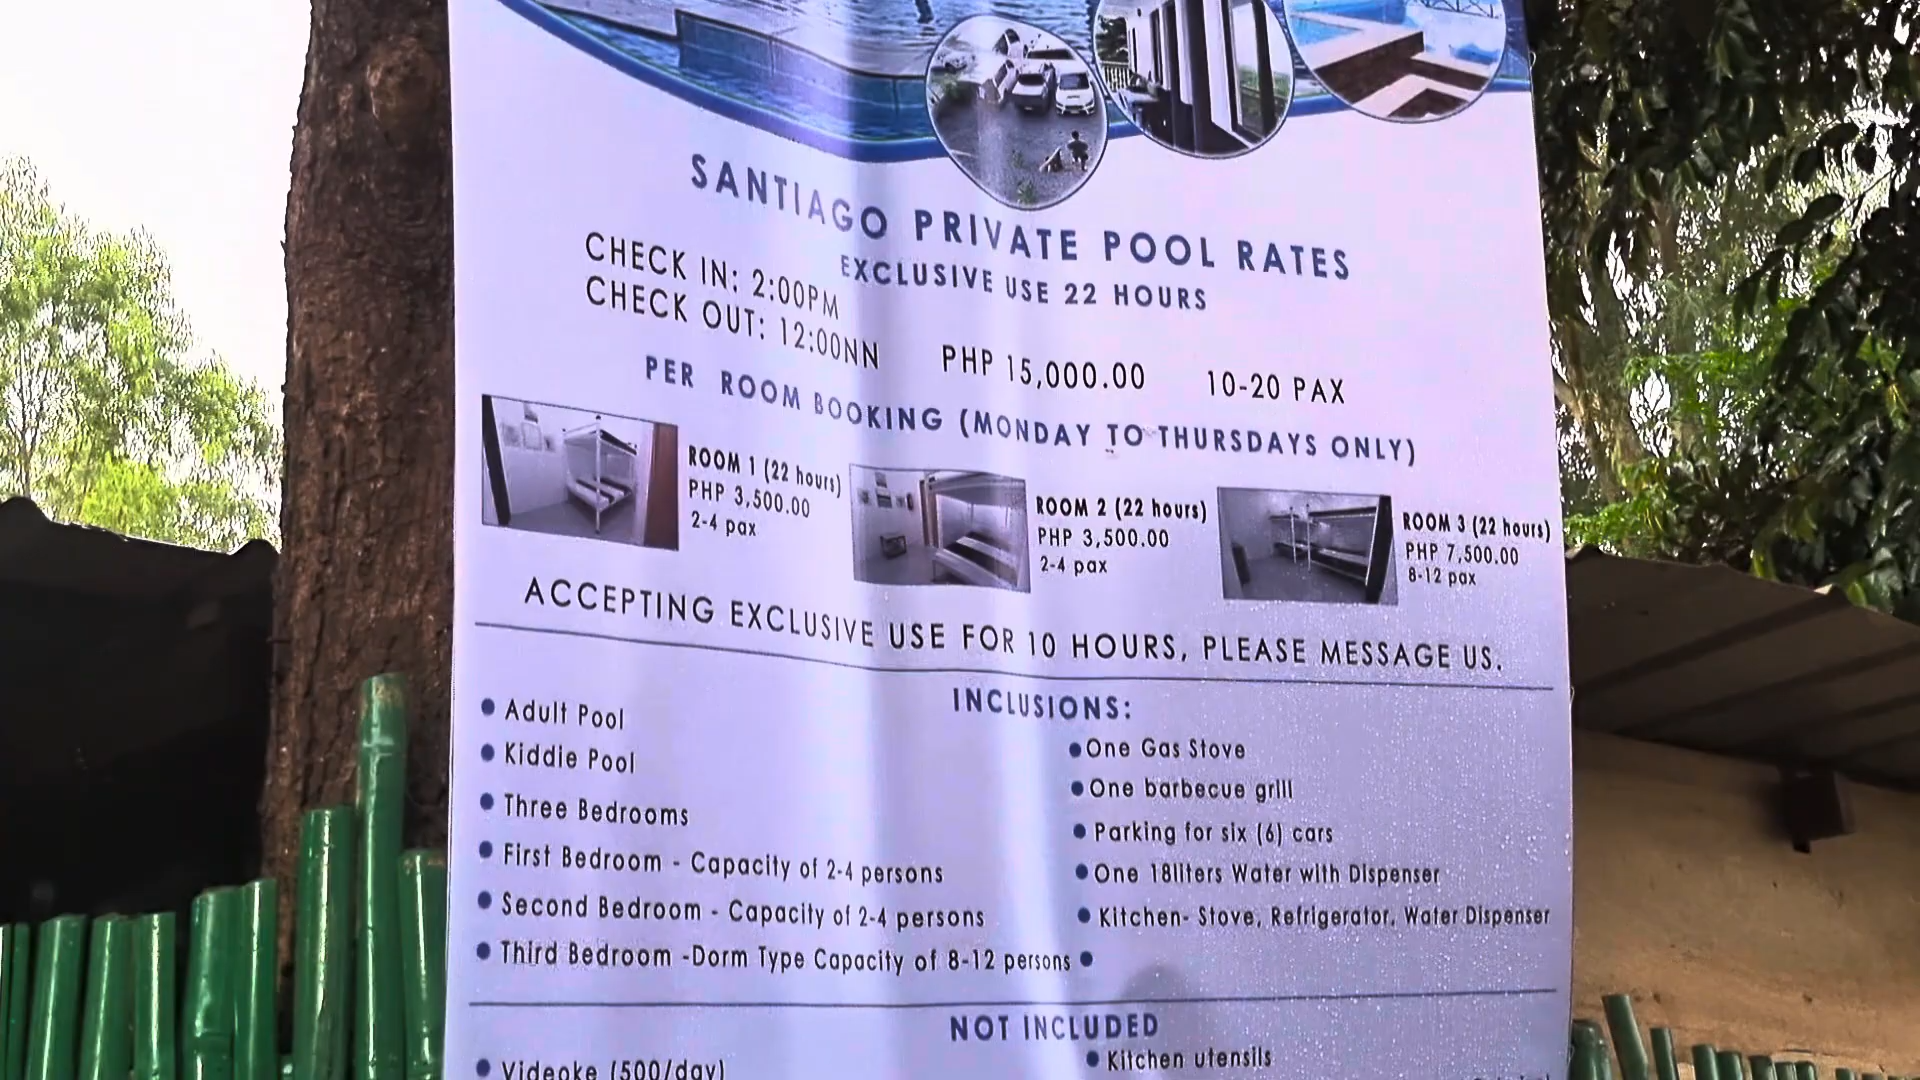 SANTIAGO PRIVATE POOL RATES
EXCLUSIVE USE 22 HOURS
CHECK IN: 2:00PM
CHECK OUT: 12:00NN
PHP 15,000.00
10-20 PAX
PER ROOM BOOKING (MONDAY TO THURSDAYS ONLY)
ROOM 1 (22 hours)
PHP 3,500.00
2-4 pax
ROOM 2 (22 hours)
PHP 3,500.00
2-4 pax
ROOM 3 (22 hours)
PHP 7,500.00
8-12 pax
ACCEPTING EXCLUSIVE USE FOR 10 HOURS, PLEASE MESSAGE US.
INCLUSIONS:
• Adult Pool
• Kiddie Pool
• Three Bedrooms
• First Bedroom - Capacity of 2-4 persons
• Second Bedroom - Capacity of 2-4 persons
• Third Bedroom -Dorm Type Capacity of 8-12 persons
• One Gas Stove
• One barbecue grill
• Parking for six (6) cars
• One 18liters Water with Dispenser
• Kitchen- Stove, Refrigerator, Water Dispenser
•
NOT INCLUDED
• Videoke (500/day)
• Kitchen utensils